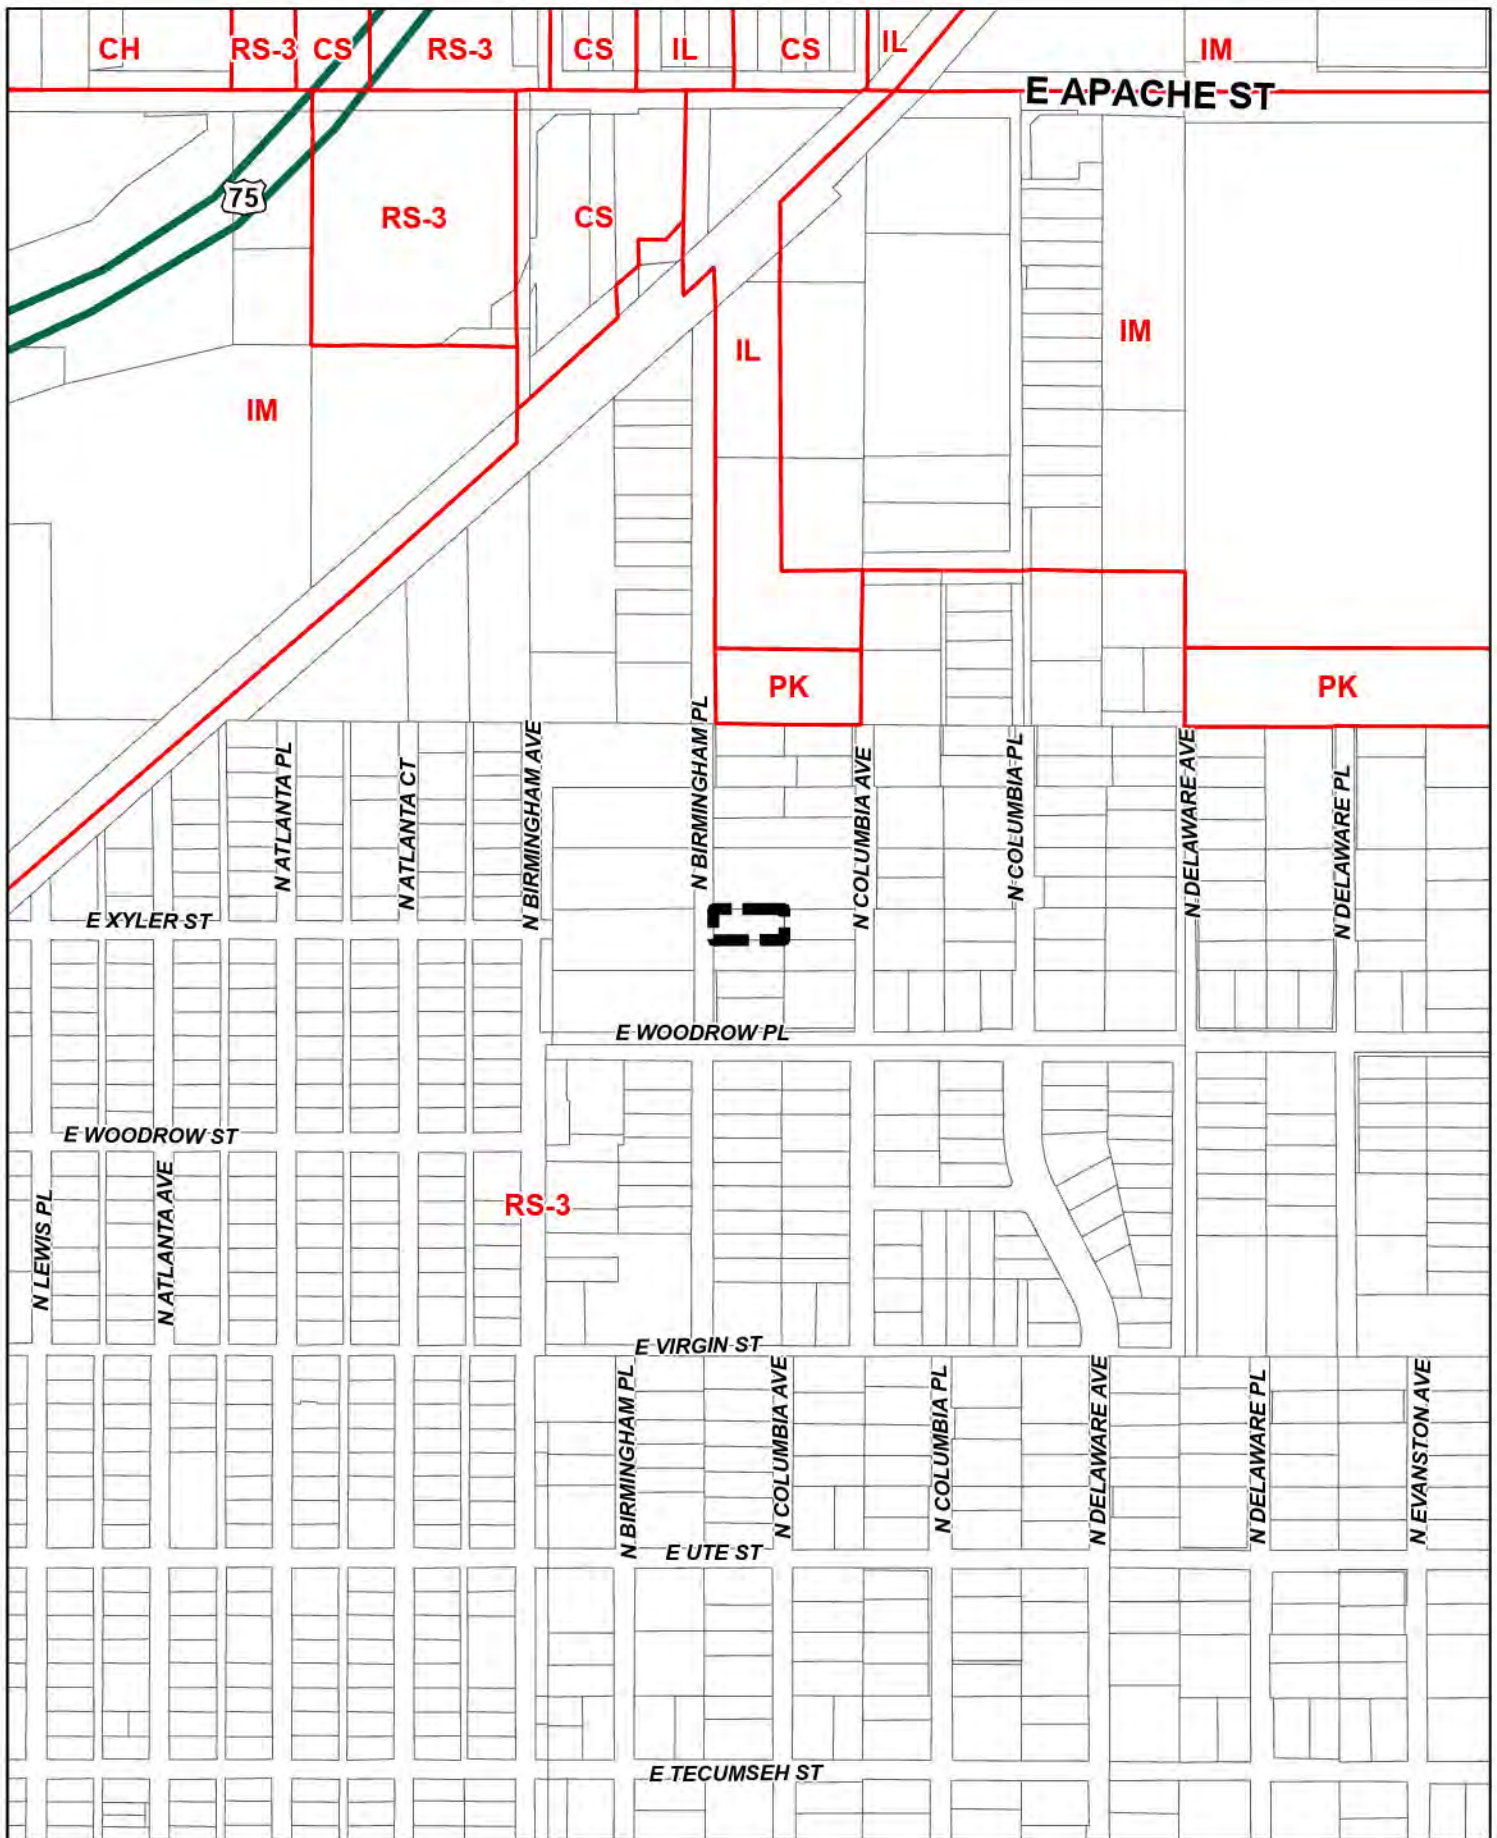 CH
RS-3
CS
RS-3
CS
IL
CS
IL
IM
E APACHE ST
75
RS-3
CS
IL
IM
IM
PK
PK
N ATLANTA PL
N ATLANTA CT
N BIRMINGHAM AVE
N BIRMINGHAM PL
N COLUMBIA AVE
N COLUMBIA PL
N DELAWARE AVE
N DELAWARE PL
E XYLER ST
E WOODROW PL
E WOODROW ST
N LEWIS PL
N ATLANTA AVE
RS-3
E VIRGIN ST
N BIRMINGHAM PL
N COLUMBIA AVE
N COLUMBIA PL
N DELAWARE AVE
N DELAWARE PL
N EVANSTON AVE
E UTE ST
E TECUMSEH ST